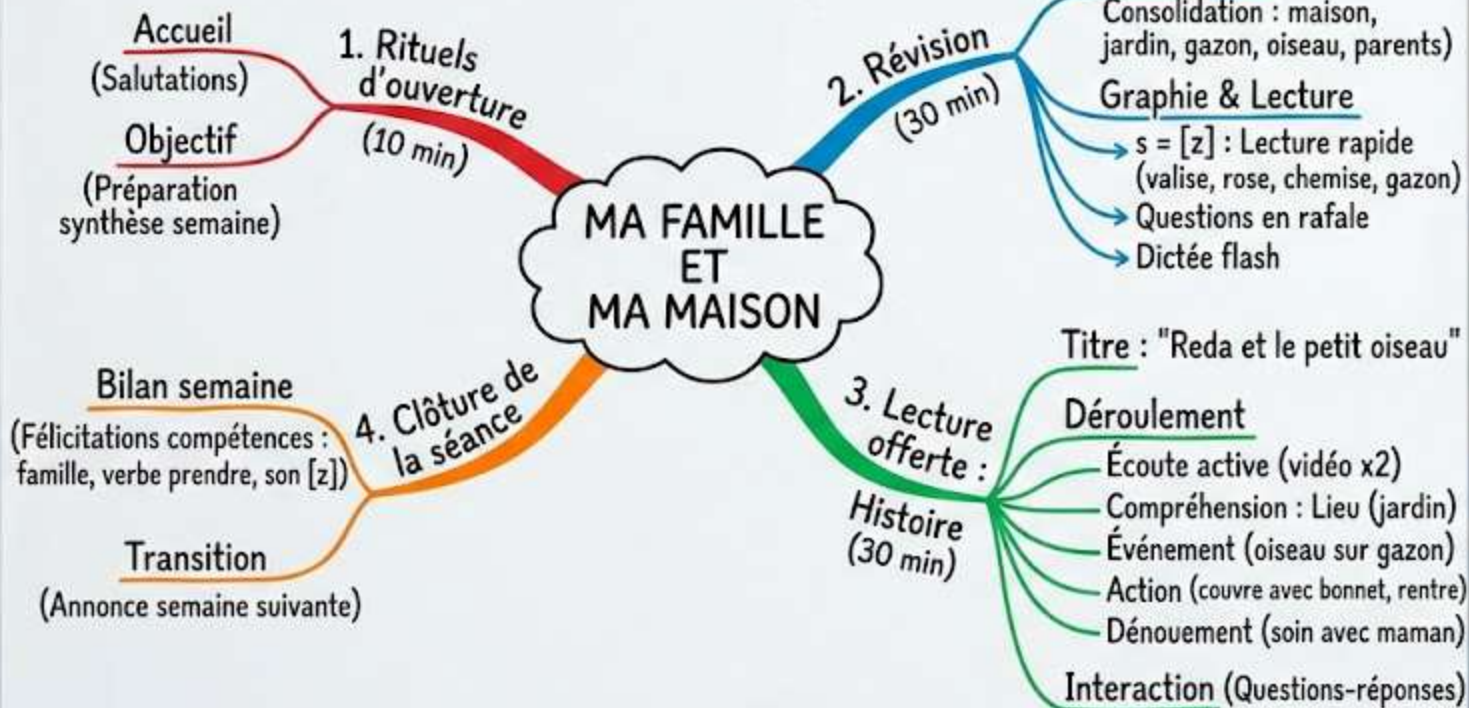 MA FAMILLE
ET
MA MAISON
1. Rituels
d'ouverture
(10 min)
Accueil
(Salutations)
Objectif
(Préparation
synthèse semaine)
2. Révision
(30 min)
Consolidation : maison,
jardin, gazon, oiseau, parents)
Graphie & Lecture
s = [z] : Lecture rapide
(valise, rose, chemise, gazon)
Questions en rafale
Dictée flash
3. Lecture
offerte :
Histoire
(30 min)
Titre : "Reda et le petit oiseau"
Déroulement
Écoute active (vidéo x2)
Compréhension : Lieu (jardin)
Événement (oiseau sur gazon)
Action (couvre avec bonnet, rentre)
Dénouement (soin avec maman)
Interaction (Questions-réponses)
4. Clôture de
la séance
Bilan semaine
(Félicitations compétences :
famille, verbe prendre, son [z])
Transition
(Annonce semaine suivante)